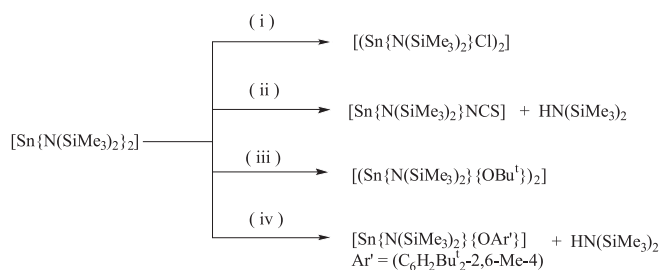 ( i )
[(Sn{N(SiMe3)2}Cl)2]
( ii )
[Sn{N(SiMe3)2}NCS] + HN(SiMe3)2
[Sn{N(SiMe3)2}2]
( iii )
[(Sn{N(SiMe3)2}{OBut})2]
( iv )
[Sn{N(SiMe3)2}{OAr'}] + HN(SiMe3)2
Ar' = (C6H2But2-2,6-Me-4)